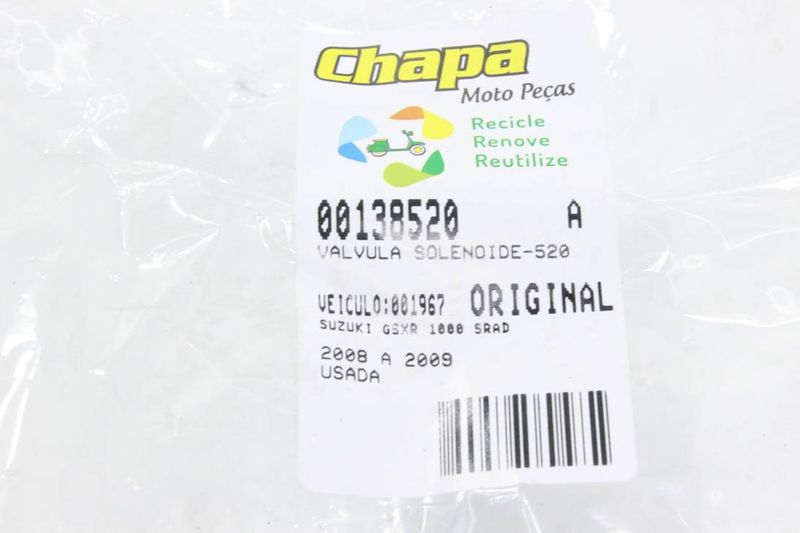 Chapa
Moto Peças
Recicle
Renove
Reutilize
00138520 A
VALVULA SOLENOIDE-520
VEICULO:001967 ORIGINAL
SUZUKI GSXR 1000 SRAD
2008 A 2009
USADA